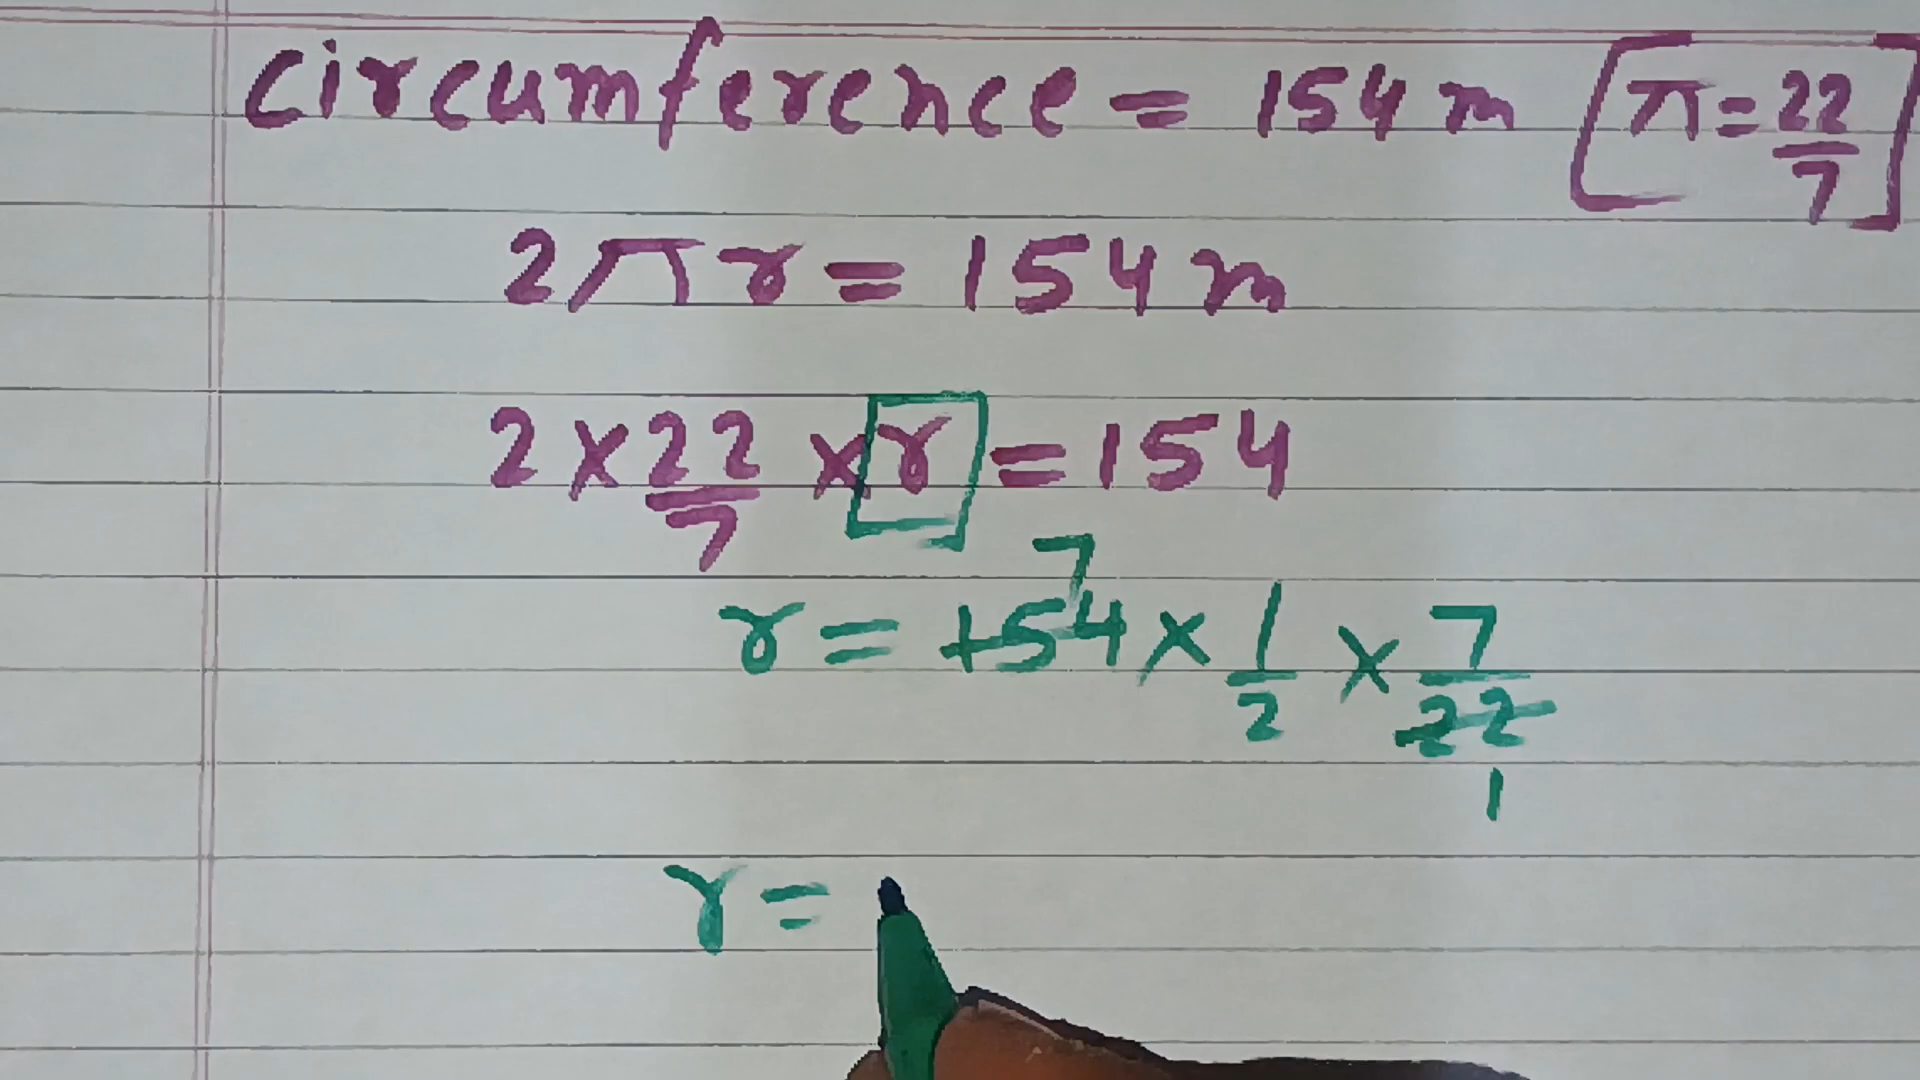 circumference = 154 m [π = 22/7]
2πr = 154 m
2 × 22/7 × r = 154
7
r = 154 × 1/2 × 7/22
1
r =